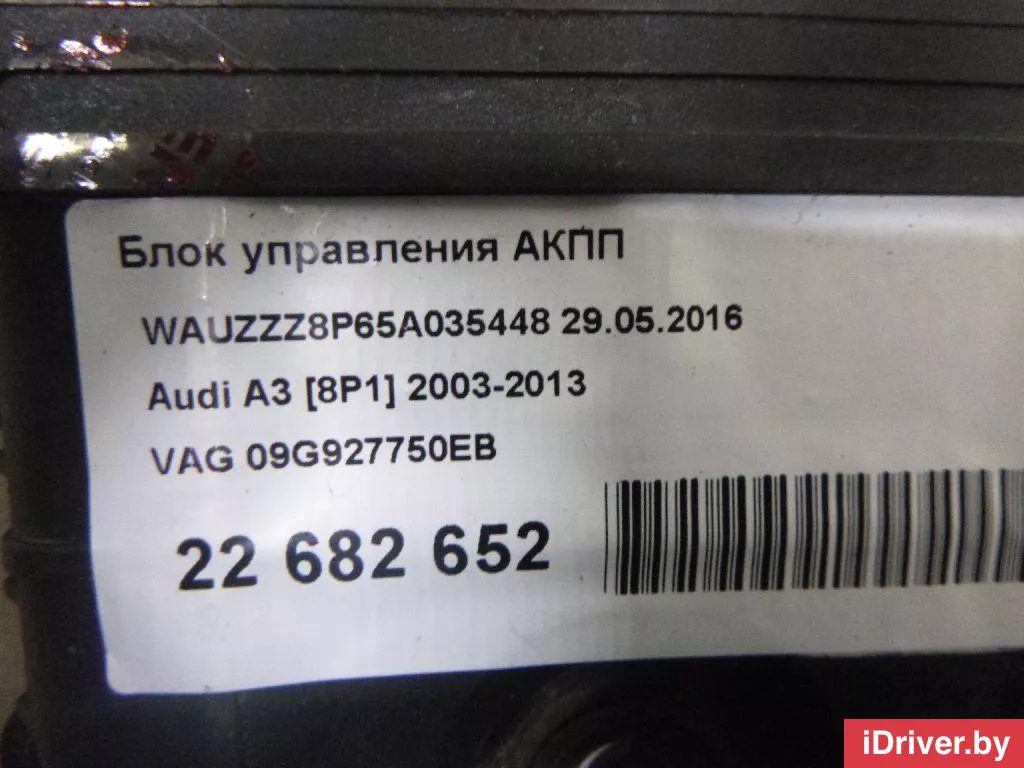 Блок управления АКПП
WAUZZZ8P65A035448 29.05.2016
Audi A3 [8P1] 2003-2013
VAG 09G927750EB
22 682 652
iDriver.by